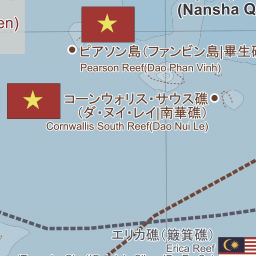 (Nansha Q
en)
ピアソン島(ファンビン島|畢生
Pearson Reef(Dao Phan Vinh)
コーンウォリス・サウス礁
(ダ・ヌイ・レイ|南華礁)
Cornwallis South Reef(Dao Nui Le)
エリカ礁(簸箕礁)
Erica Reef